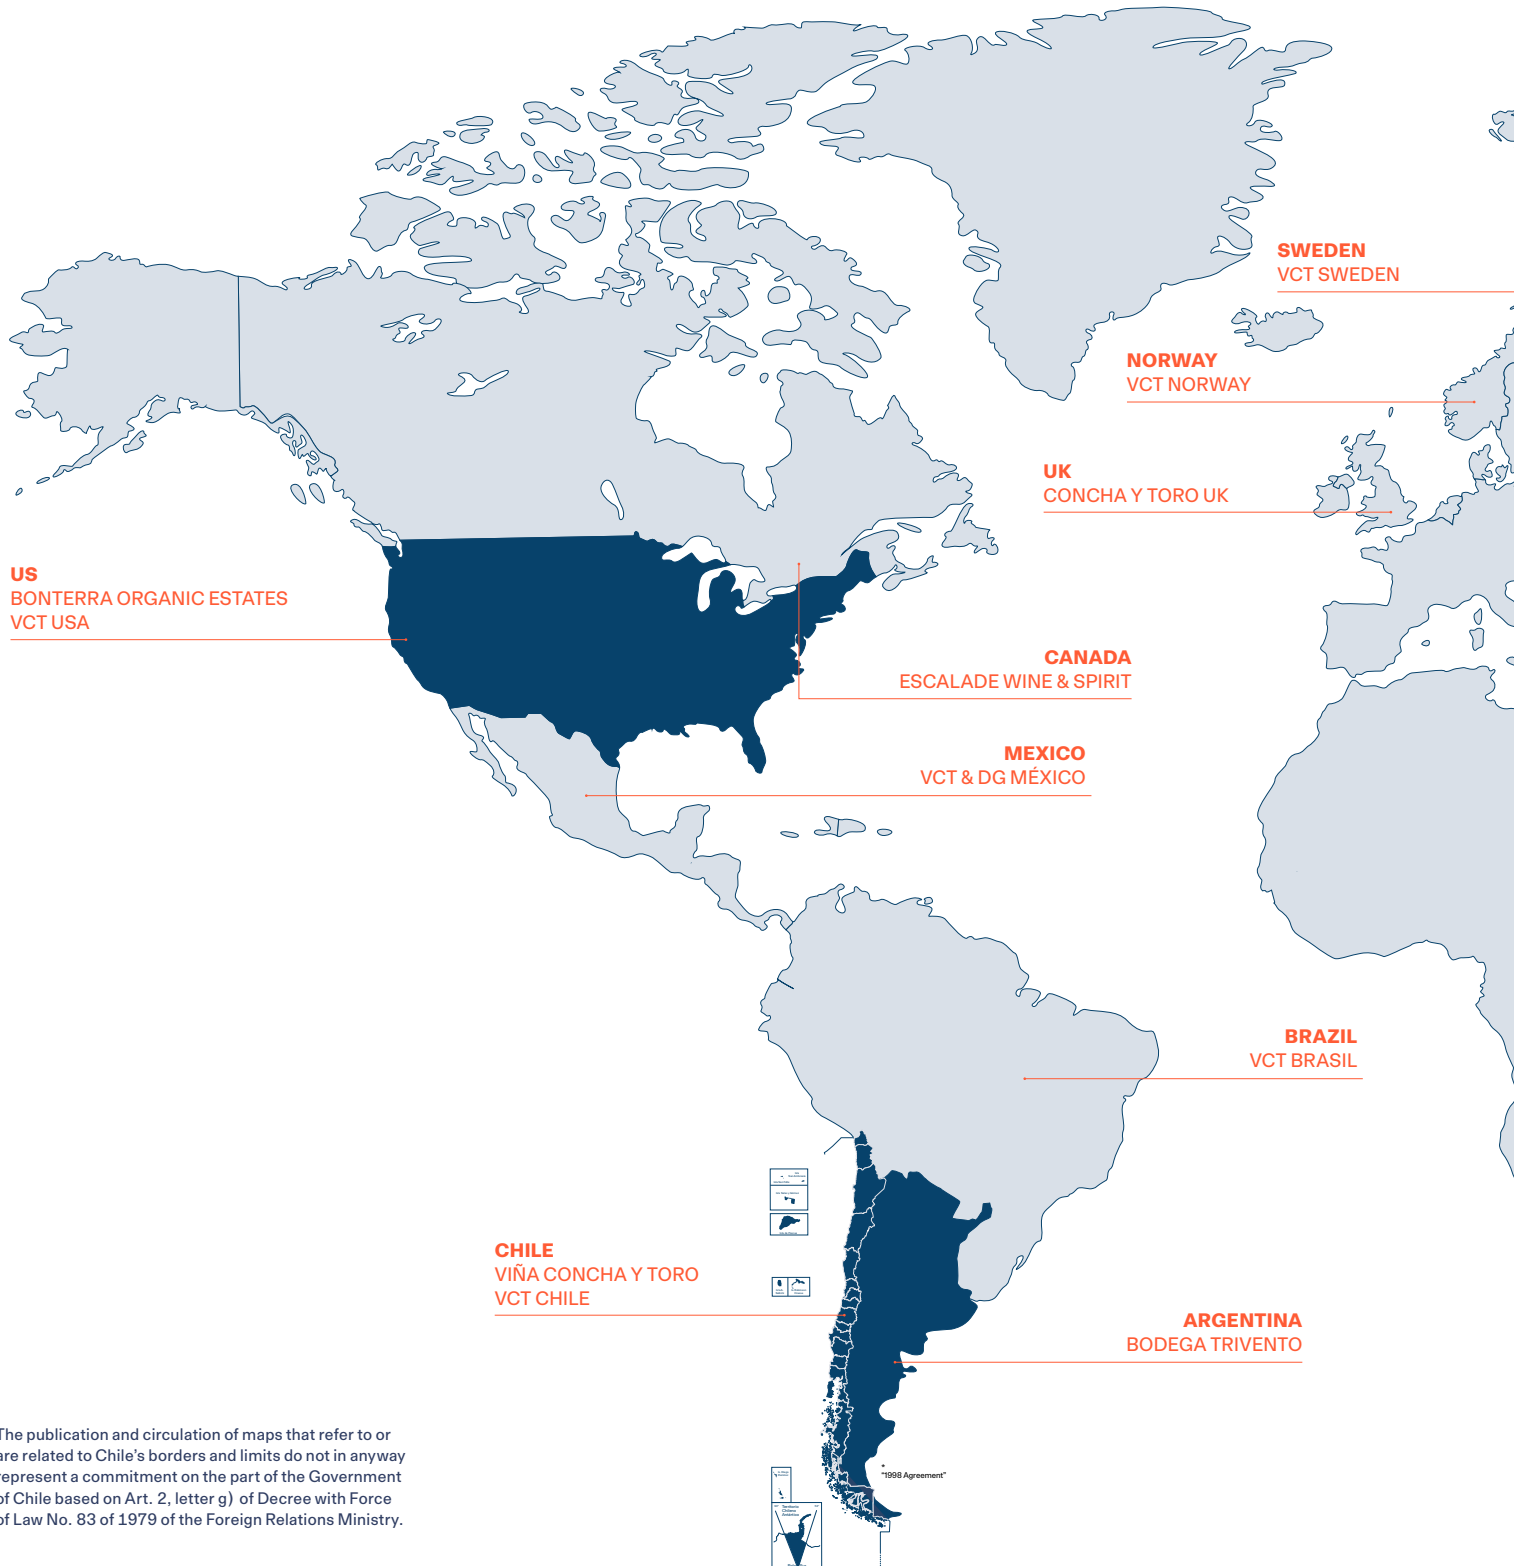 SWEDEN
VCT SWEDEN
NORWAY
VCT NORWAY
UK
CONCHA Y TORO UK
US
BONTERRA ORGANIC ESTATES
VCT USA
CANADA
ESCALADE WINE & SPIRIT
MEXICO
VCT & DG MÉXICO
BRAZIL
VCT BRASIL
CHILE
VIÑA CONCHA Y TORO
VCT CHILE
ARGENTINA
BODEGA TRIVENTO
The publication and circulation of maps that refer to or
are related to Chile's borders and limits do not in anyway
represent a commitment on the part of the Government
of Chile based on Art. 2, letter g) of Decree with Force
of Law No. 83 of 1979 of the Foreign Relations Ministry.
*
"1998 Agreement"
Territorio
Chileno
Antártico